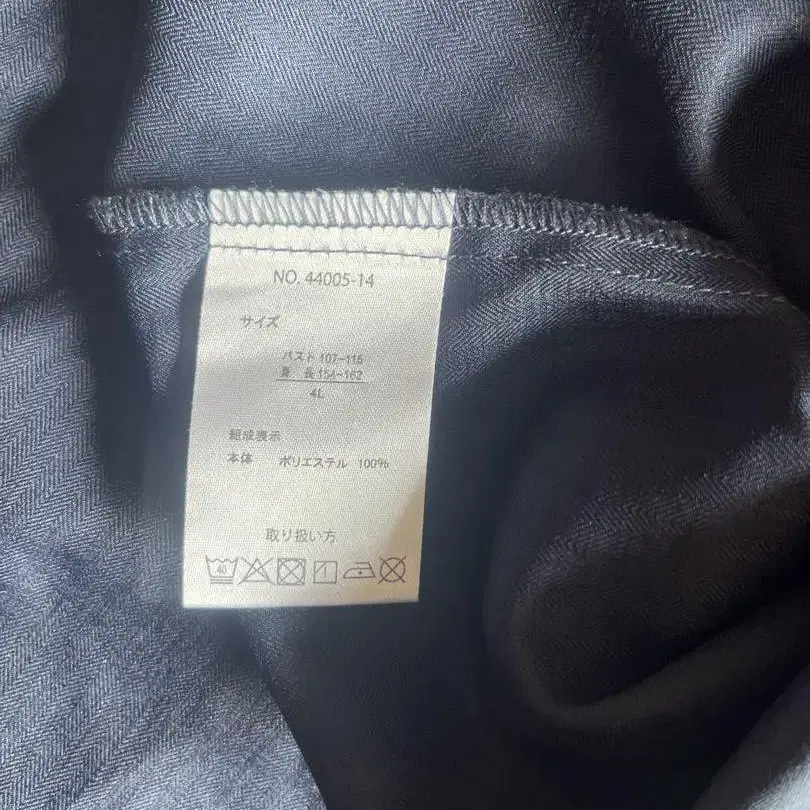 NO. 44005-14
サイズ
バスト 107-115
身 長 154-162
4L
組成表示
本体 ポリエステル 100%
取り扱い方
40